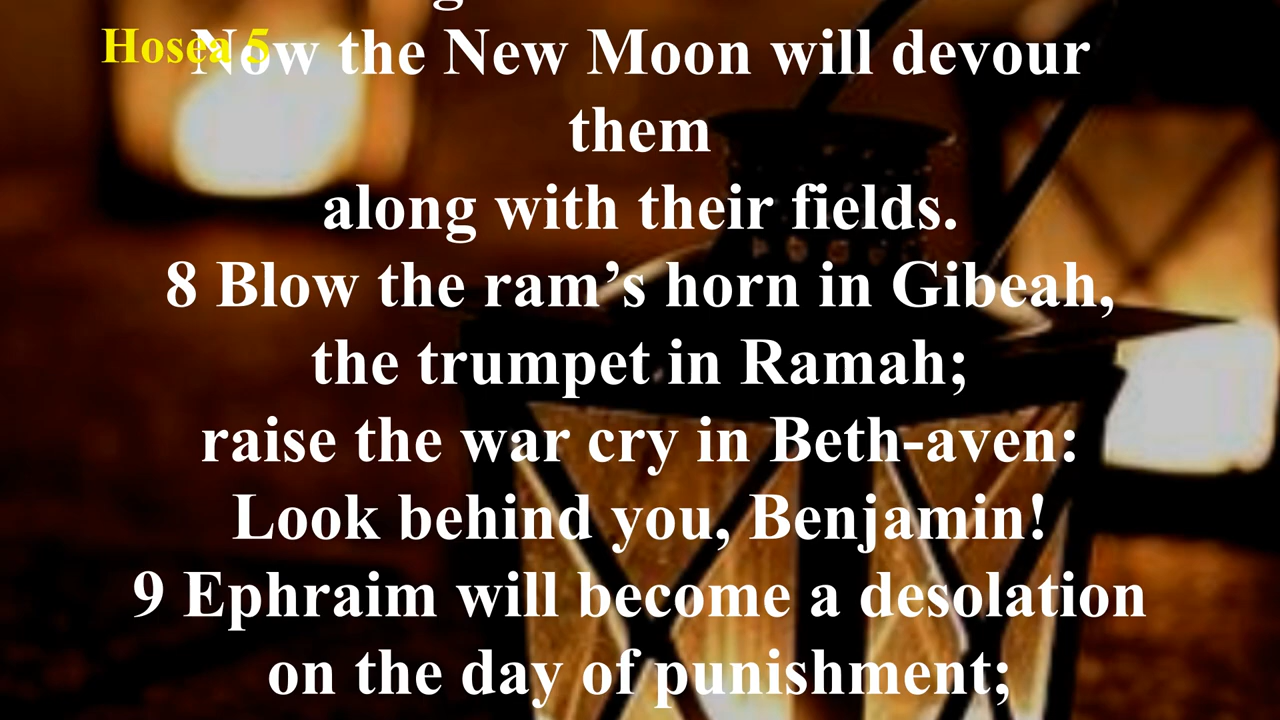 Hosea 5
Now the New Moon will devour
them
along with their fields.
8 Blow the ram’s horn in Gibeah,
the trumpet in Ramah;
raise the war cry in Beth-aven:
Look behind you, Benjamin!
9 Ephraim will become a desolation
on the day of punishment;